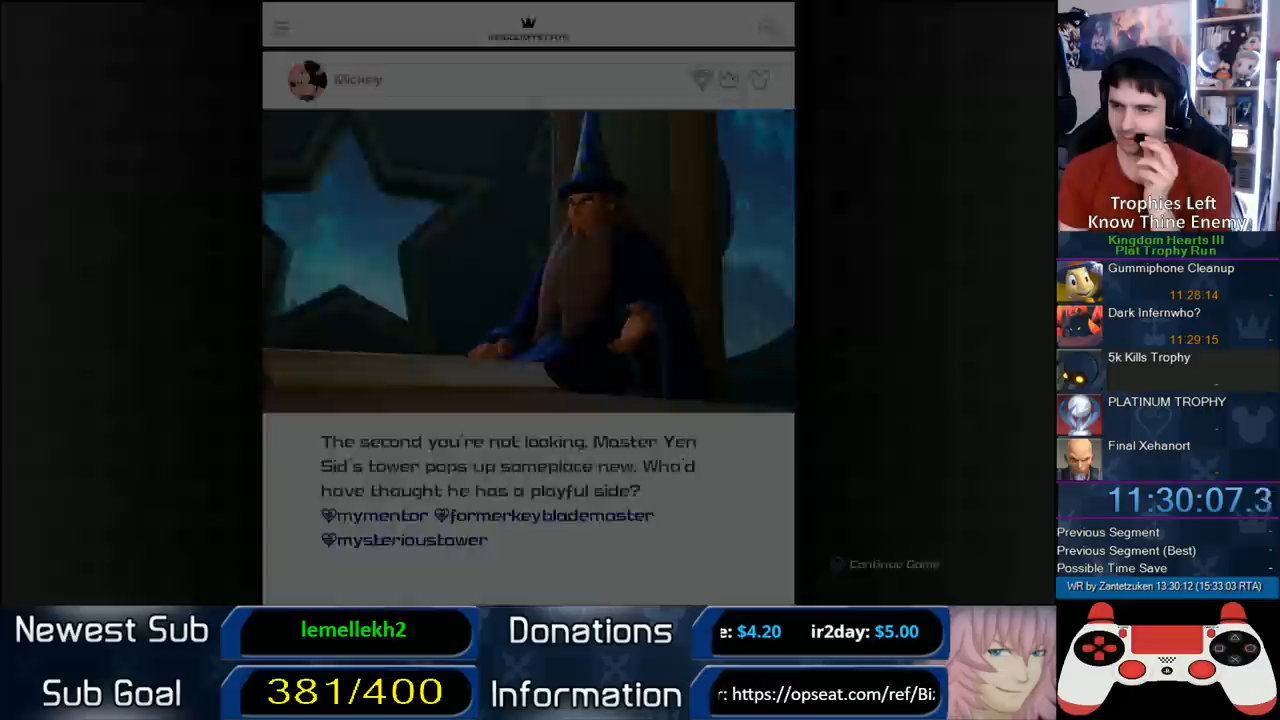 KINGDOM HEARTS
Mickey
The second you're not looking, Master Yen
Sid's tower pops up someplace new. Who'd
have thought he has a playful side?
mymentor formerkeyblademaster
mysterioustower
Continue Game
Trophies Left
Know Thine Enemy
Kingdom Hearts III
Plat Trophy Run
Gummiphone Cleanup
11:28:14 -
Dark Infernwho?
11:29:15 -
5k Kills Trophy
-
PLATINUM TROPHY
-
Final Xehanort
-
11:30:07.3
Previous Segment -
Previous Segment (Best) -
Possible Time Save -
WR by Zantetzuken 13:30:12 (15:33:03 RTA)
Newest Sub
lemellekh2
Donations
e: $4.20 ir2day: $5.00
Sub Goal
381/400
Information
r: https://opseat.com/ref/Biz